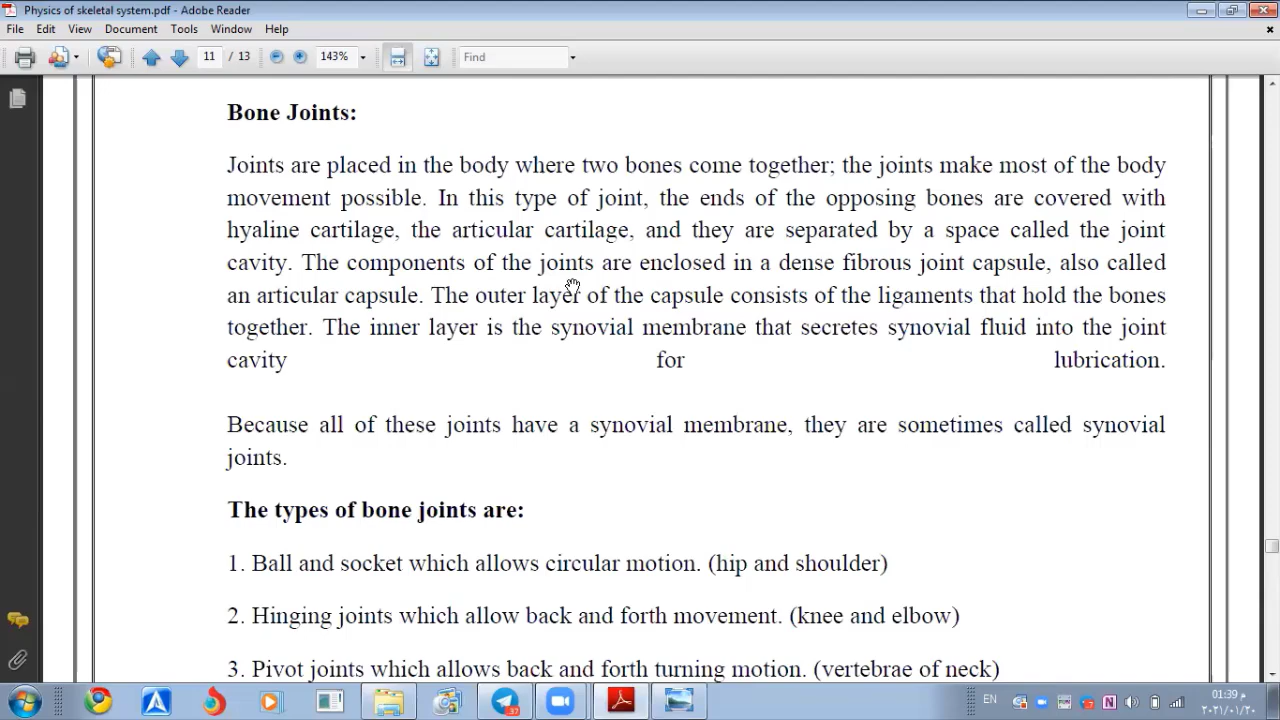 Physics of skeletal system.pdf - Adobe Reader
File Edit View Document Tools Window Help
11 / 13 143% Find
Bone Joints:
Joints are placed in the body where two bones come together; the joints make most of the body
movement possible. In this type of joint, the ends of the opposing bones are covered with
hyaline cartilage, the articular cartilage, and they are separated by a space called the joint
cavity. The components of the joints are enclosed in a dense fibrous joint capsule, also called
an articular capsule. The outer layer of the capsule consists of the ligaments that hold the bones
together. The inner layer is the synovial membrane that secretes synovial fluid into the joint
cavity for lubrication.
Because all of these joints have a synovial membrane, they are sometimes called synovial
joints.
The types of bone joints are:
1. Ball and socket which allows circular motion. (hip and shoulder)
2. Hinging joints which allow back and forth movement. (knee and elbow)
3. Pivot joints which allows back and forth turning motion. (vertebrae of neck)
EN
01:39 م
٢٠٢١/٠١/٢٠